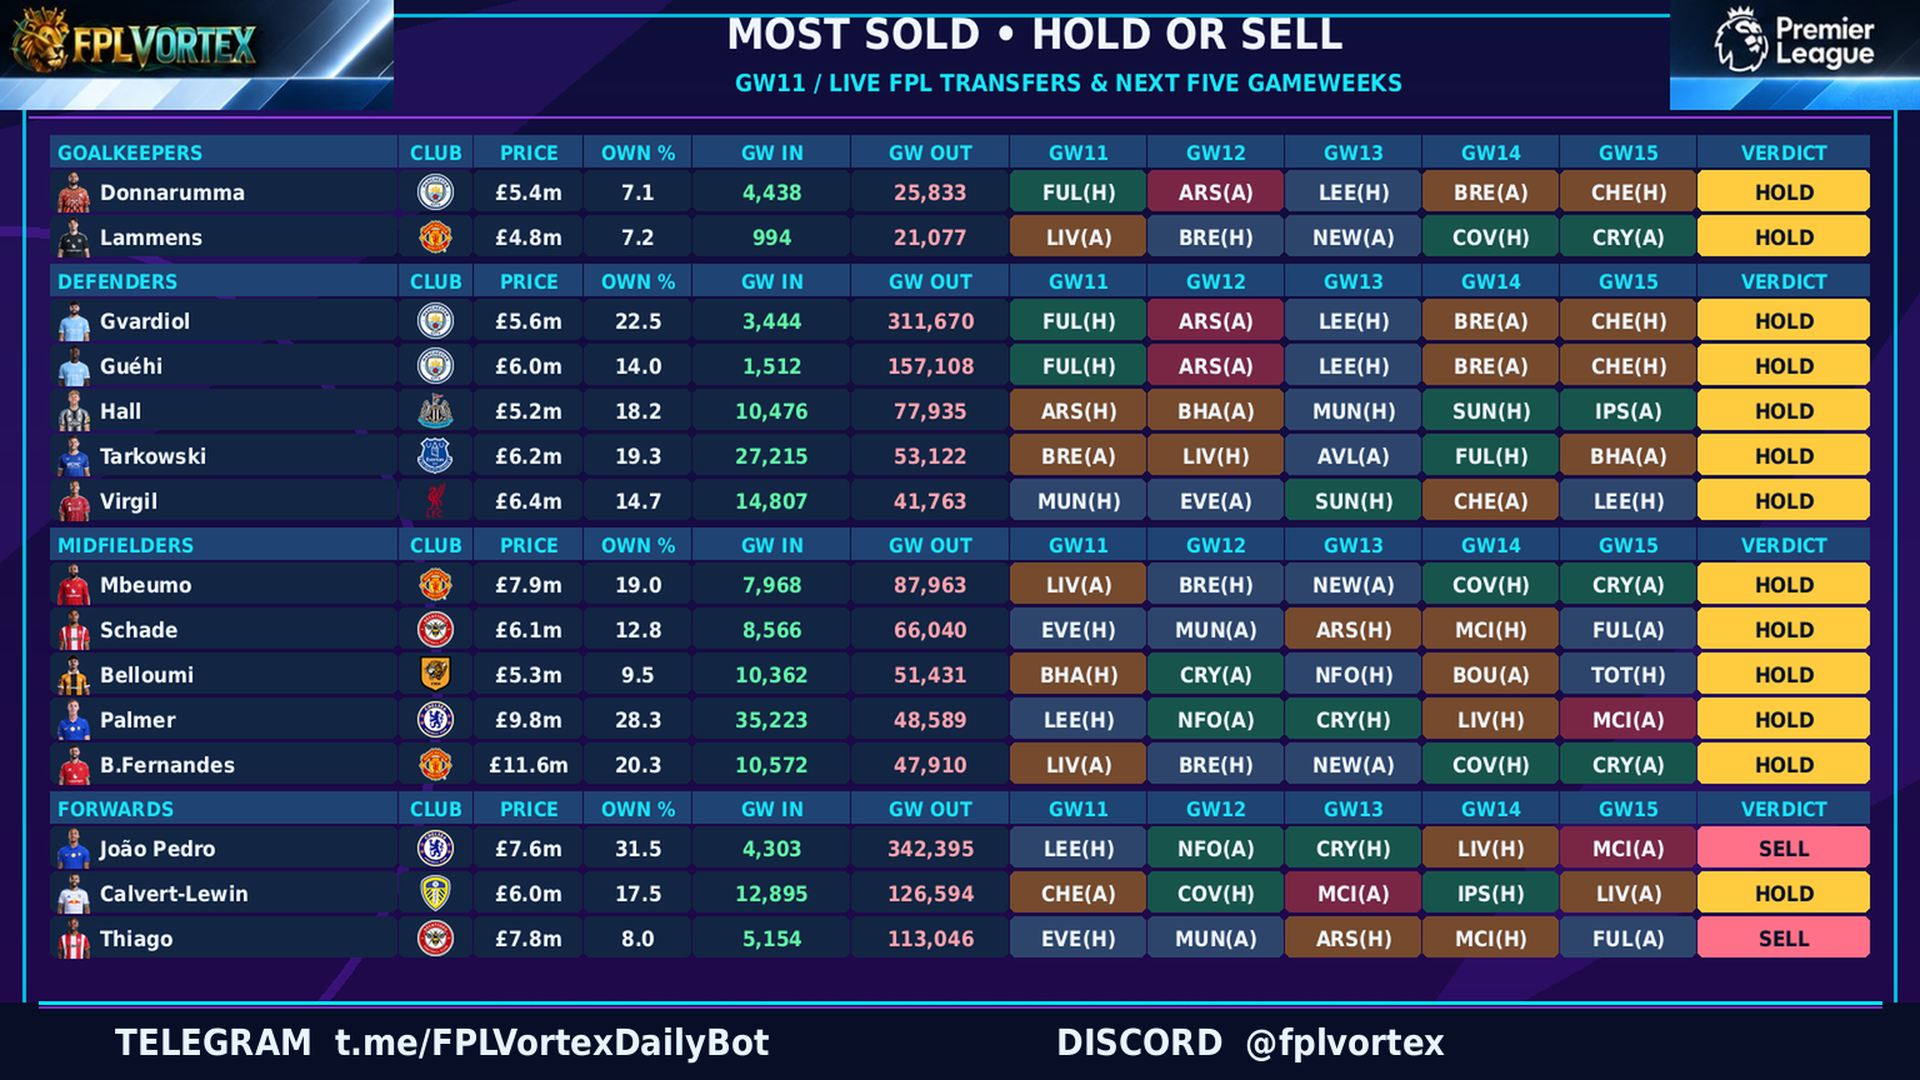 FPLVORTEX
MOST SOLD • HOLD OR SELL
Premier League
GW11 / LIVE FPL TRANSFERS & NEXT FIVE GAMEWEEKS
GOALKEEPERS CLUB PRICE OWN % GW IN GW OUT GW11 GW12 GW13 GW14 GW15 VERDICT
Donnarumma £5.4m 7.1 4,438 25,833 FUL(H) ARS(A) LEE(H) BRE(A) CHE(H) HOLD
Lammens £4.8m 7.2 994 21,077 LIV(A) BRE(H) NEW(A) COV(H) CRY(A) HOLD
DEFENDERS CLUB PRICE OWN % GW IN GW OUT GW11 GW12 GW13 GW14 GW15 VERDICT
Gvardiol £5.6m 22.5 3,444 311,670 FUL(H) ARS(A) LEE(H) BRE(A) CHE(H) HOLD
Guéhi £6.0m 14.0 1,512 157,108 FUL(H) ARS(A) LEE(H) BRE(A) CHE(H) HOLD
Hall £5.2m 18.2 10,476 77,935 ARS(H) BHA(A) MUN(H) SUN(H) IPS(A) HOLD
Tarkowski £6.2m 19.3 27,215 53,122 BRE(A) LIV(H) AVL(A) FUL(H) BHA(A) HOLD
Virgil £6.4m 14.7 14,807 41,763 MUN(H) EVE(A) SUN(H) CHE(A) LEE(H) HOLD
MIDFIELDERS CLUB PRICE OWN % GW IN GW OUT GW11 GW12 GW13 GW14 GW15 VERDICT
Mbeumo £7.9m 19.0 7,968 87,963 LIV(A) BRE(H) NEW(A) COV(H) CRY(A) HOLD
Schade £6.1m 12.8 8,566 66,040 EVE(H) MUN(A) ARS(H) MCI(H) FUL(A) HOLD
Belloumi £5.3m 9.5 10,362 51,431 BHA(H) CRY(A) NFO(H) BOU(A) TOT(H) HOLD
Palmer £9.8m 28.3 35,223 48,589 LEE(H) NFO(A) CRY(H) LIV(H) MCI(A) HOLD
B.Fernandes £11.6m 20.3 10,572 47,910 LIV(A) BRE(H) NEW(A) COV(H) CRY(A) HOLD
FORWARDS CLUB PRICE OWN % GW IN GW OUT GW11 GW12 GW13 GW14 GW15 VERDICT
João Pedro £7.6m 31.5 4,303 342,395 LEE(H) NFO(A) CRY(H) LIV(H) MCI(A) SELL
Calvert-Lewin £6.0m 17.5 12,895 126,594 CHE(A) COV(H) MCI(A) IPS(H) LIV(A) HOLD
Thiago £7.8m 8.0 5,154 113,046 EVE(H) MUN(A) ARS(H) MCI(H) FUL(A) SELL
TELEGRAM t.me/FPLVortexDailyBot DISCORD @fplvortex